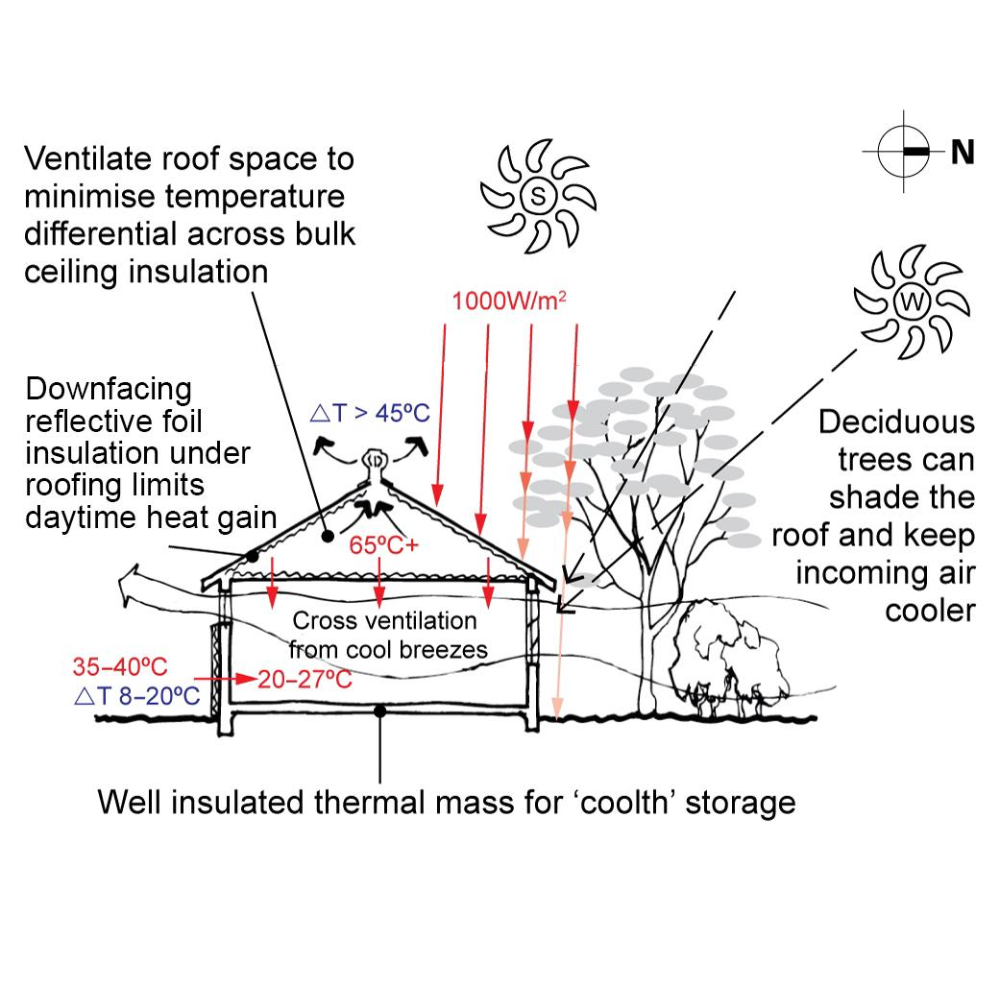 Ventilate roof space to
minimise temperature
differential across bulk
ceiling insulation
S
N
W
1000W/m²
Downfacing
reflective foil
insulation under
roofing limits
daytime heat gain
△T > 45ºC
65ºC+
Deciduous
trees can
shade the
roof and keep
incoming air
cooler
Cross ventilation
from cool breezes
35–40ºC
△T 8–20ºC
20–27ºC
Well insulated thermal mass for ‘coolth’ storage